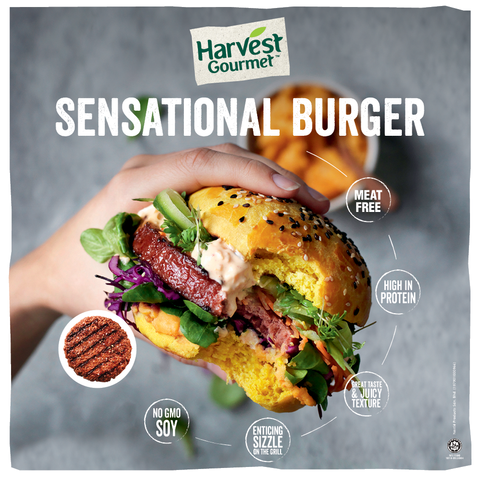 Harvest
Gourmet™
SENSATIONAL BURGER
MEAT
FREE
HIGH IN
PROTEIN
GREAT TASTE
& JUICY
TEXTURE
ENTICING
SIZZLE
ON THE GRILL
NO GMO
SOY